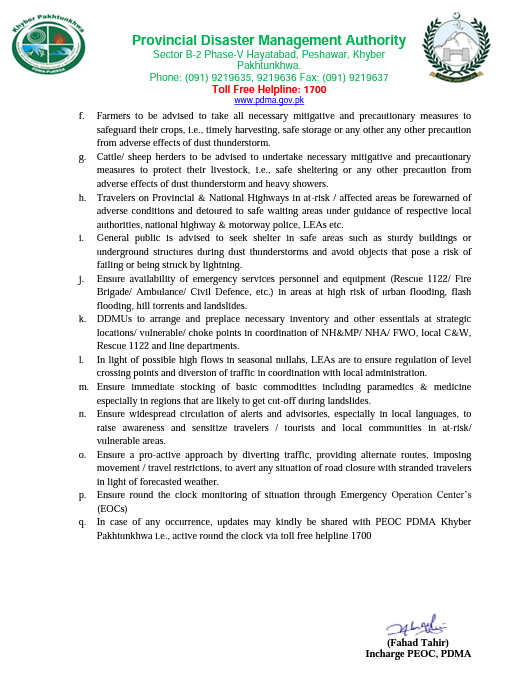 Khyber Pakhtunkhwa
PDMA-PaRRSA
Provincial Disaster Management Authority
Sector B-2 Phase-V Hayatabad, Peshawar, Khyber
Pakhtunkhwa.
Phone: (091) 9219635, 9219636 Fax: (091) 9219637
Toll Free Helpline: 1700
www.pdma.gov.pk
f. Farmers to be advised to take all necessary mitigative and precautionary measures to
safeguard their crops, i.e., timely harvesting, safe storage or any other any other precaution
from adverse effects of dust thunderstorm.
g. Cattle/ sheep herders to be advised to undertake necessary mitigative and precautionary
measures to protect their livestock, i.e., safe sheltering or any other precaution from
adverse effects of dust thunderstorm and heavy showers.
h. Travelers on Provincial & National Highways in at-risk / affected areas be forewarned of
adverse conditions and detoured to safe waiting areas under guidance of respective local
authorities, national highway & motorway police, LEAs etc.
i. General public is advised to seek shelter in safe areas such as sturdy buildings or
underground structures during dust thunderstorms and avoid objects that pose a risk of
failing or being struck by lightning.
j. Ensure availability of emergency services personnel and equipment (Rescue 1122/ Fire
Brigade/ Ambulance/ Civil Defence, etc.) in areas at high risk of urban flooding, flash
flooding, hill torrents and landslides.
k. DDMUs to arrange and preplace necessary inventory and other essentials at strategic
locations/ vulnerable/ choke points in coordination of NH&MP/ NHA/ FWO, local C&W,
Rescue 1122 and line departments.
l. In light of possible high flows in seasonal nullahs, LEAs are to ensure regulation of level
crossing points and diversion of traffic in coordination with local administration.
m. Ensure immediate stocking of basic commodities including paramedics & medicine
especially in regions that are likely to get cut-off during landslides.
n. Ensure widespread circulation of alerts and advisories, especially in local languages, to
raise awareness and sensitize travelers / tourists and local communities in at-risk/
vulnerable areas.
o. Ensure a pro-active approach by diverting traffic, providing alternate routes, imposing
movement / travel restrictions, to avert any situation of road closure with stranded travelers
in light of forecasted weather.
p. Ensure round the clock monitoring of situation through Emergency Operation Center's
(EOCs)
q. In case of any occurrence, updates may kindly be shared with PEOC PDMA Khyber
Pakhtunkhwa i.e., active round the clock via toll free helpline 1700
(Fahad Tahir)
Incharge PEOC, PDMA